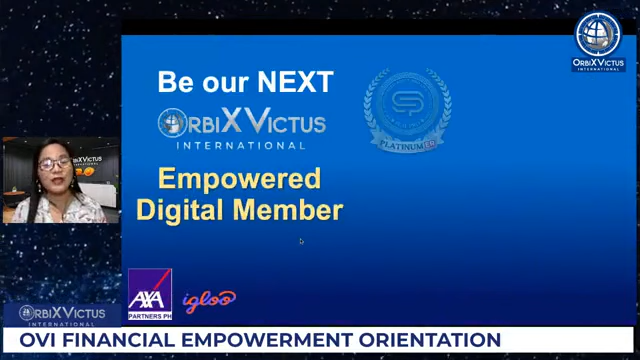 ORBIXVICTUS
INTERNATIONAL
Be our NEXT
ORBIXVICTUS
INTERNATIONAL
PLATINUM
Empowered
Digital Member
ORBIXVICTUS
AXA
PARTNERS PH
igloo
ORBIXVICTUS
INTERNATIONAL
OVI FINANCIAL EMPOWERMENT ORIENTATION